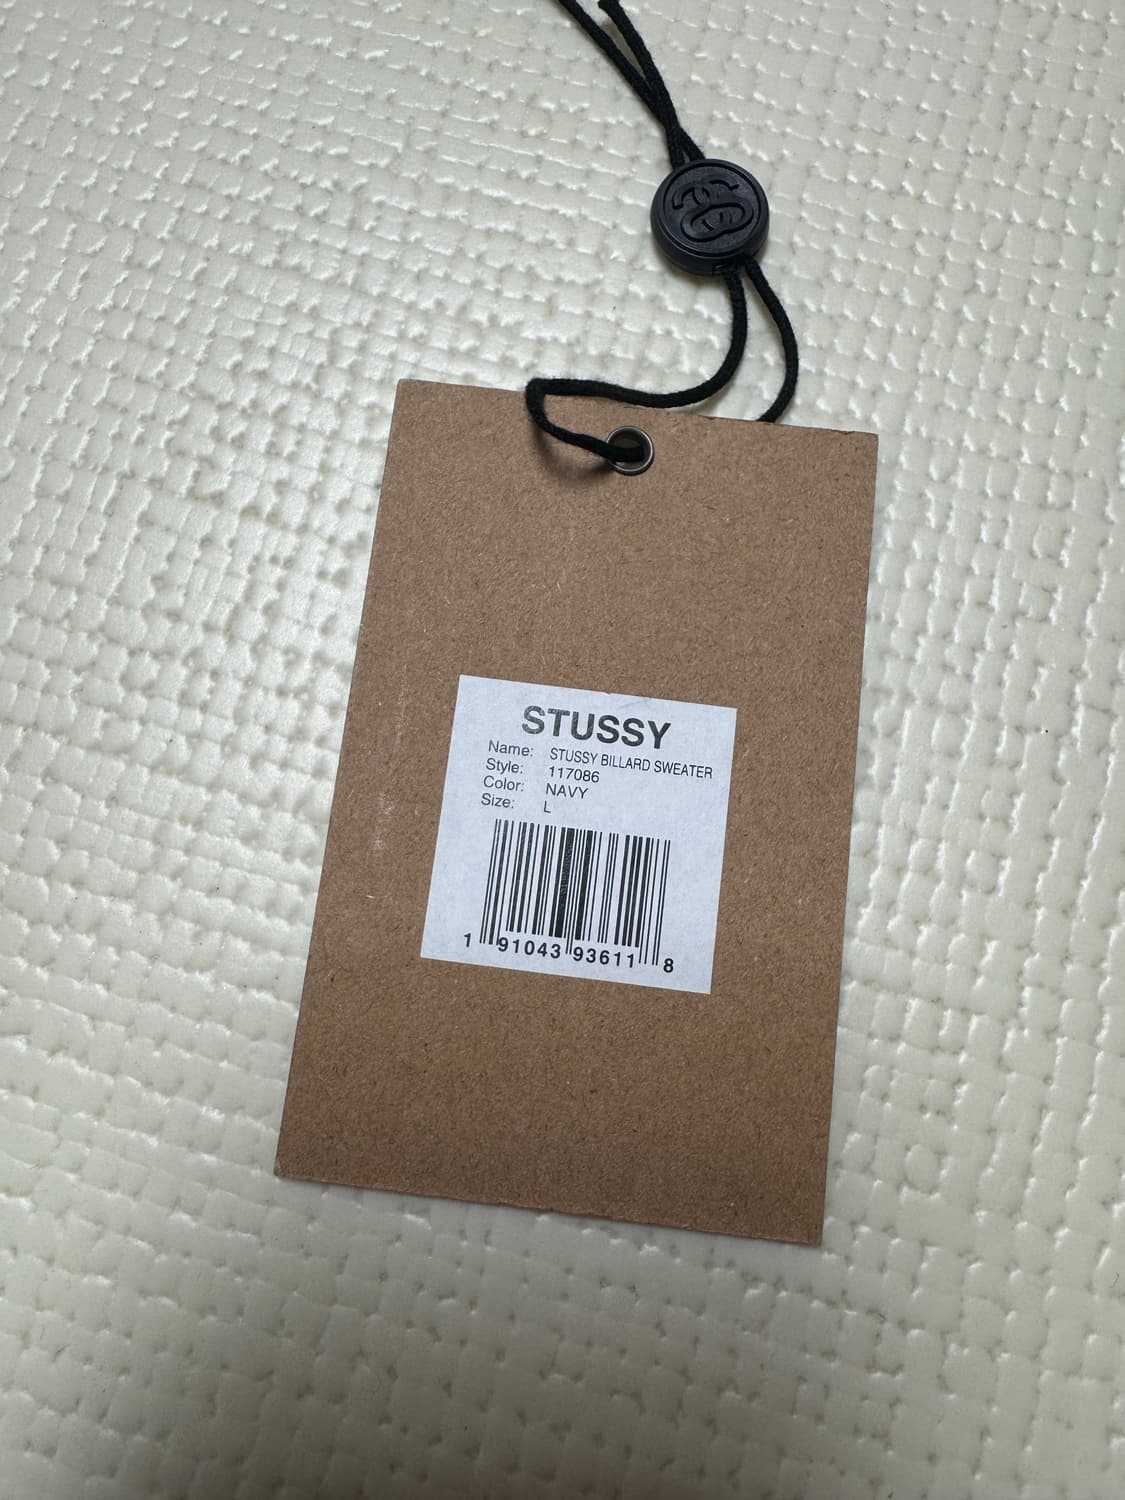 STUSSY
Name: STUSSY BILLARD SWEATER
Style: 117086
Color: NAVY
Size: L
1 91043 93611 8